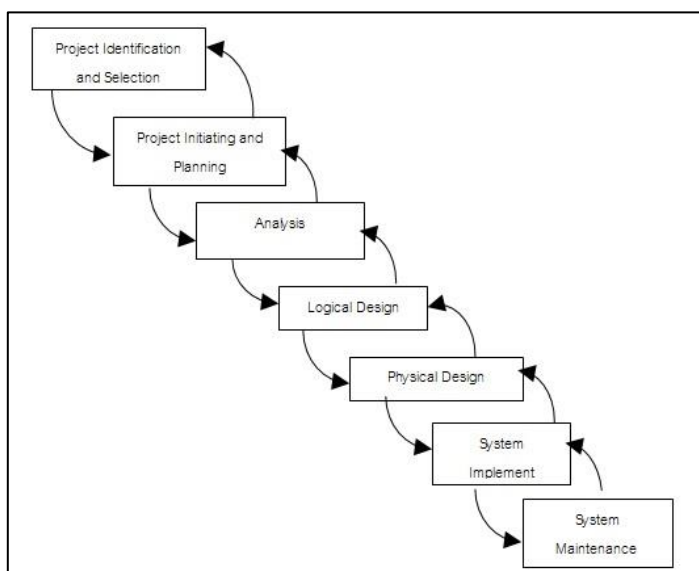 Project Identification
and Selection
Project Initiating and
Planning
Analysis
Logical Design
Physical Design
System
Implement
System
Maintenance